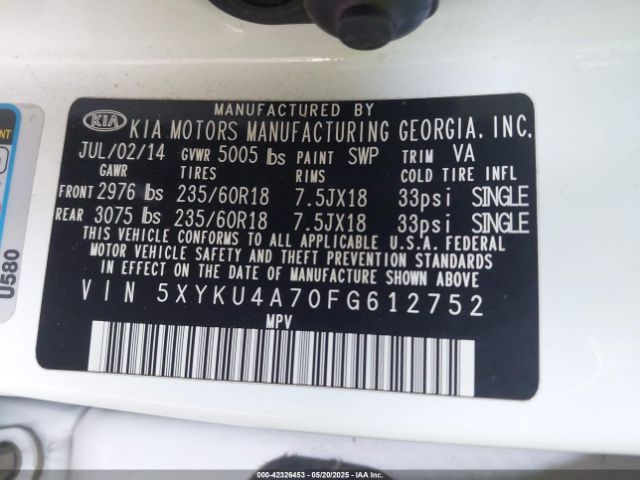 MANUFACTURED BY
KIA KIA MOTORS MANUFACTURING GEORGIA, INC.
JUL/02/14 GVWR 5005 lbs PAINT SWP TRIM VA
GAWR TIRES RIMS COLD TIRE INFL
FRONT 2976 lbs 235/60R18 7.5JX18 33psi SINGLE
REAR 3075 lbs 235/60R18 7.5JX18 33psi SINGLE
THIS VEHICLE CONFORMS TO ALL APPLICABLE U.S.A. FEDERAL
MOTOR VEHICLE SAFETY AND THEFT PREVENTION STANDARDS
IN EFFECT ON THE DATE OF MANUFACTURE SHOWN ABOVE.
VIN 5XYKU4A70FG612752
MPV
U580
000-42326453 - 05/20/2025 - IAAI.COM